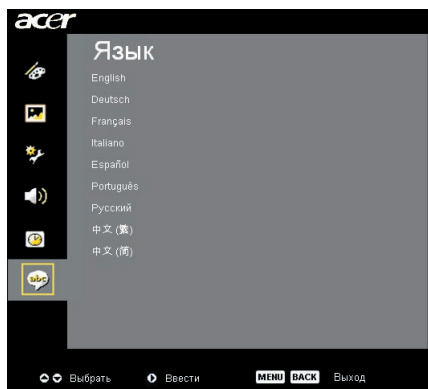 acer
Язык
English
Deutsch
Français
Italiano
Español
Português
Русский
中文 (繁)
中文 (简)
abc
Выбрать Ввести MENU BACK Выход